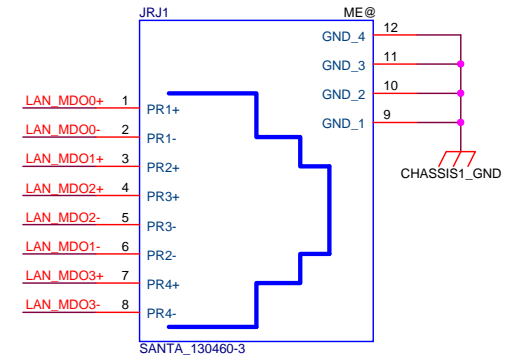 JRJ1 ME@
LAN_MDO0+ 1 PR1+
LAN_MDO0- 2 PR1-
LAN_MDO1+ 3 PR2+
LAN_MDO2+ 4 PR3+
LAN_MDO2- 5 PR3-
LAN_MDO1- 6 PR2-
LAN_MDO3+ 7 PR4+
LAN_MDO3- 8 PR4-
GND_4 12
GND_3 11
GND_2 10
GND_1 9
CHASSIS1_GND
SANTA_130460-3